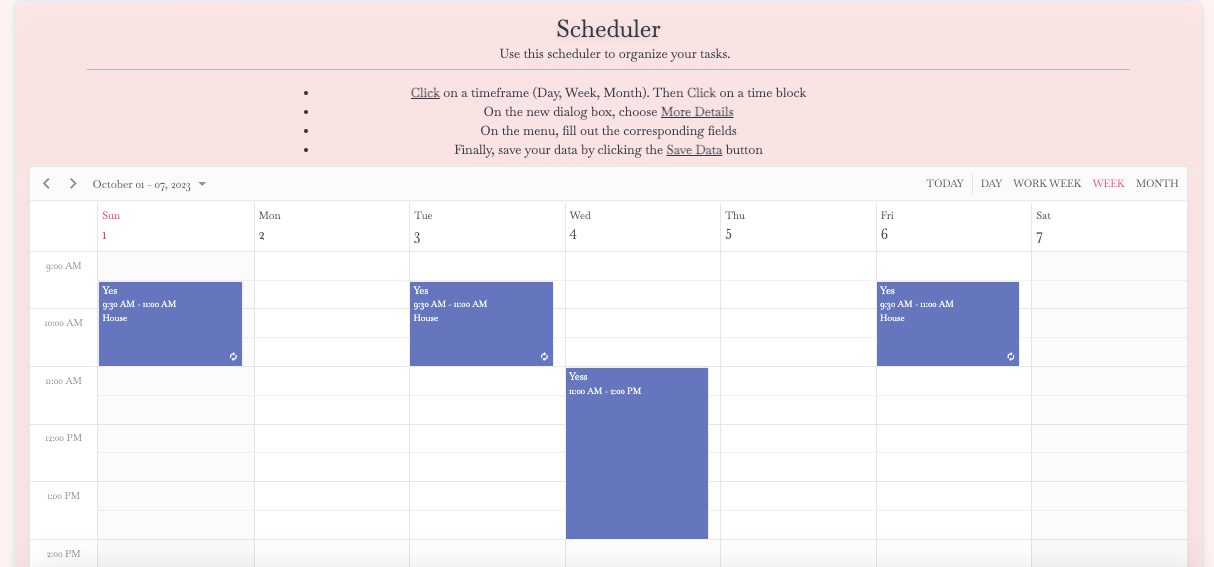 Scheduler
Use this scheduler to organize your tasks.
Click on a timeframe (Day, Week, Month). Then Click on a time block
On the new dialog box, choose More Details
On the menu, fill out the corresponding fields
Finally, save your data by clicking the Save Data button
October 01 - 07, 2023 TODAY DAY WORK WEEK WEEK MONTH
Sun Mon Tue Wed Thu Fri Sat
1 2 3 4 5 6 7
9:00 AM
Yes Yes Yes
9:30 AM - 11:00 AM 9:30 AM - 11:00 AM 9:30 AM - 11:00 AM
House House House
10:00 AM
11:00 AM
Yess
11:00 AM - 2:00 PM
12:00 PM
1:00 PM
2:00 PM